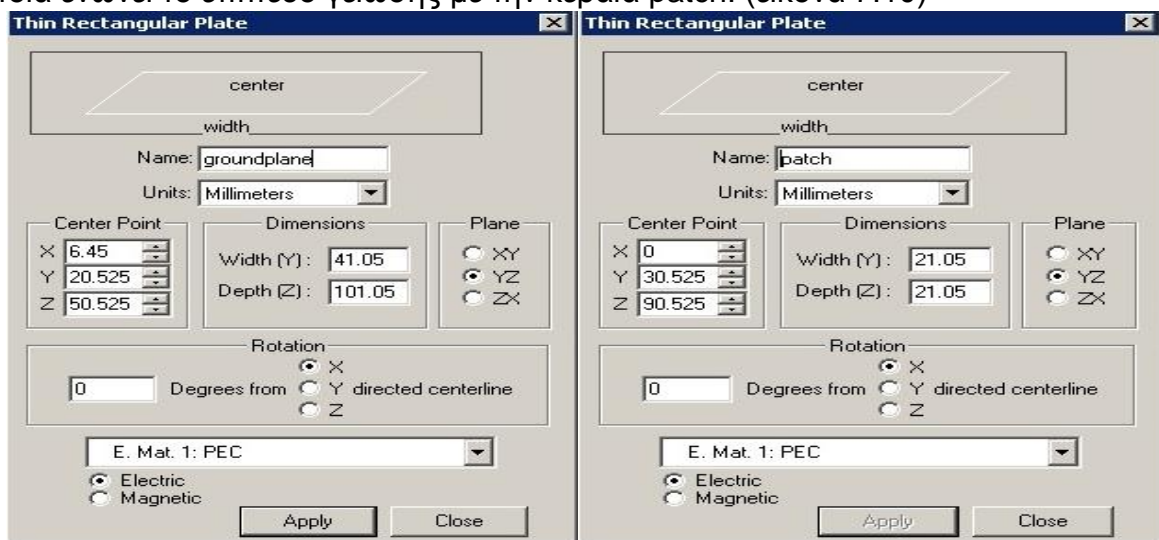 Thin Rectangular Plate
center
width
Name: groundplane
Units: Millimeters
Center Point
X 6.45
Y 20.525
Z 50.525
Dimensions
Width (Y) : 41.05
Depth (Z) : 101.05
Plane
XY
YZ
ZX
Rotation
X
0 Degrees from Y directed centerline
Z
E. Mat. 1: PEC
Electric
Magnetic
Apply Close
Thin Rectangular Plate
center
width
Name: patch
Units: Millimeters
Center Point
X 0
Y 30.525
Z 90.525
Dimensions
Width (Y) : 21.05
Depth (Z) : 21.05
Plane
XY
YZ
ZX
Rotation
X
0 Degrees from Y directed centerline
Z
E. Mat. 1: PEC
Electric
Magnetic
Apply Close